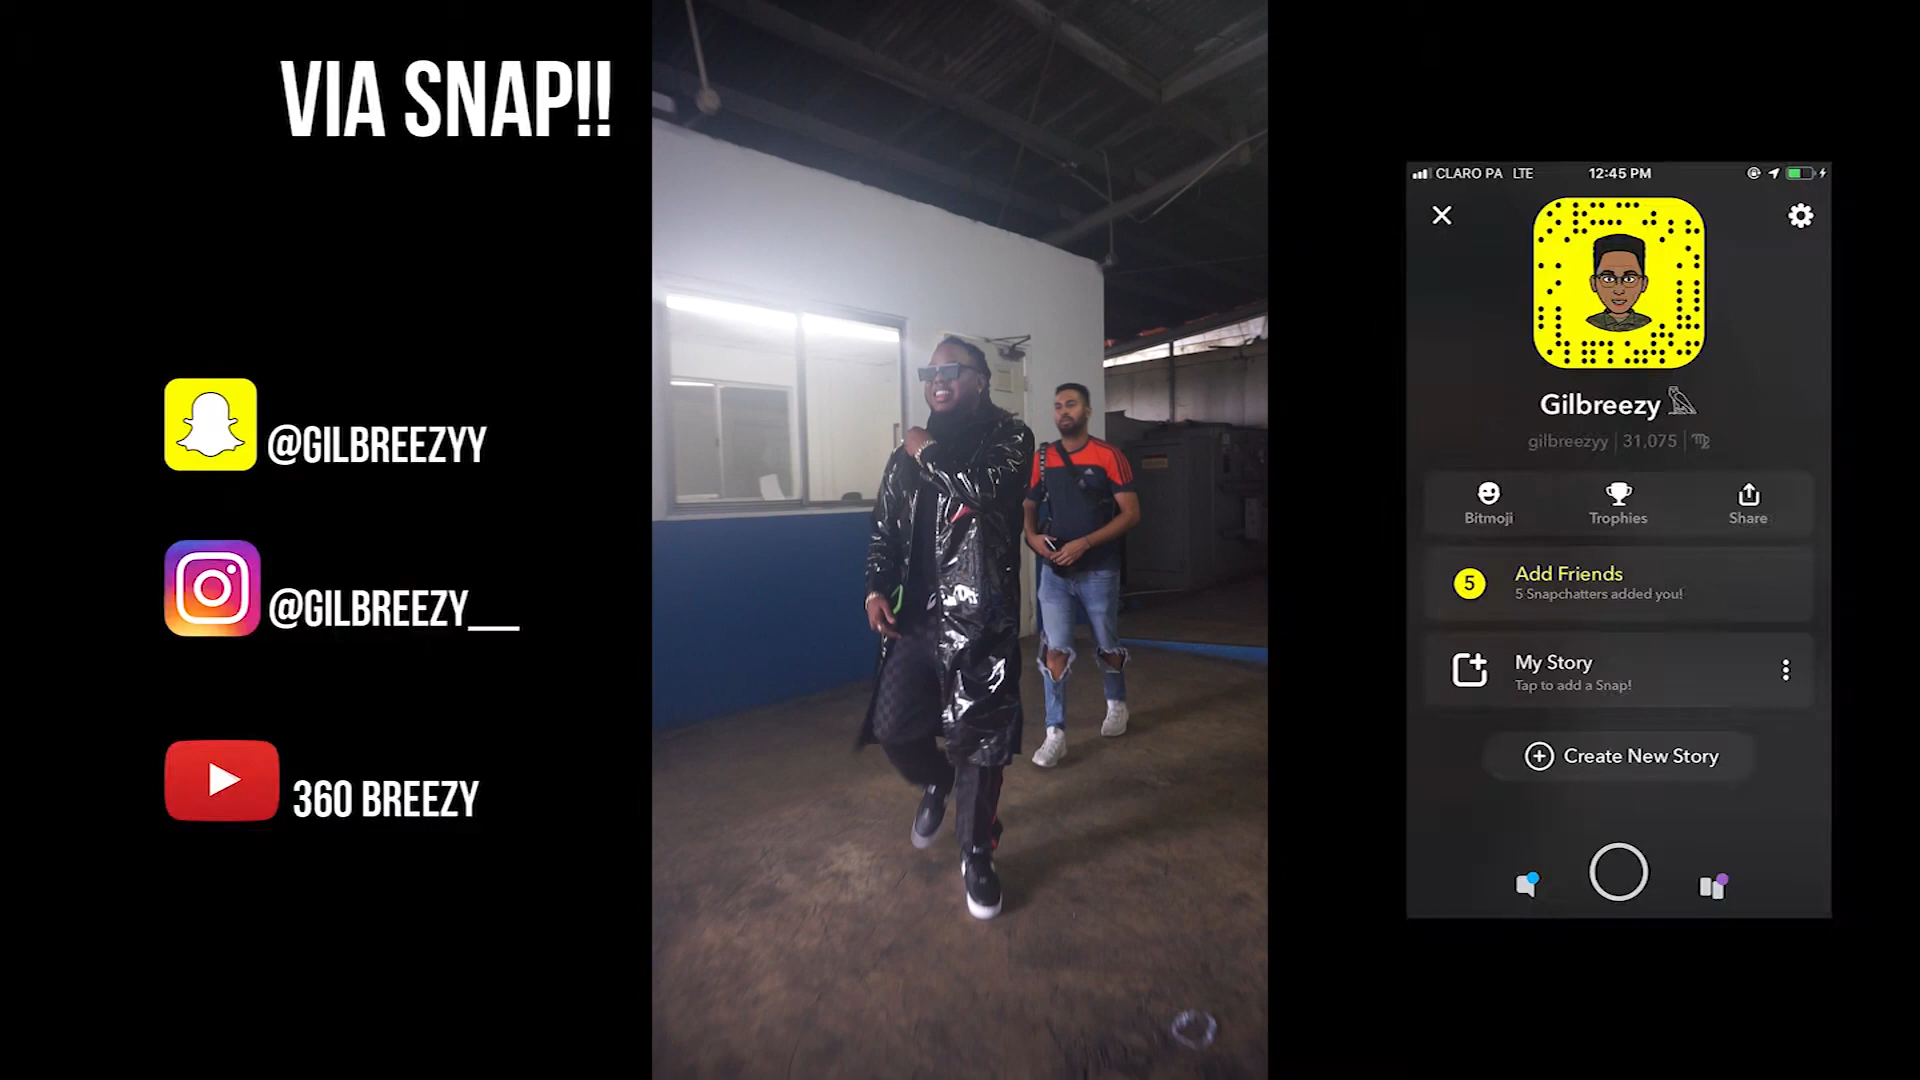 VIA SNAP!!
@GILBREEZYY
@GILBREEZY__
360 BREEZY
CLARO PA LTE 12:45 PM
Gilbreezy
gilbreezyy | 31,075 | ♍
Bitmoji Trophies Share
5 Add Friends
5 Snapchatters added you!
My Story
Tap to add a Snap!
Create New Story